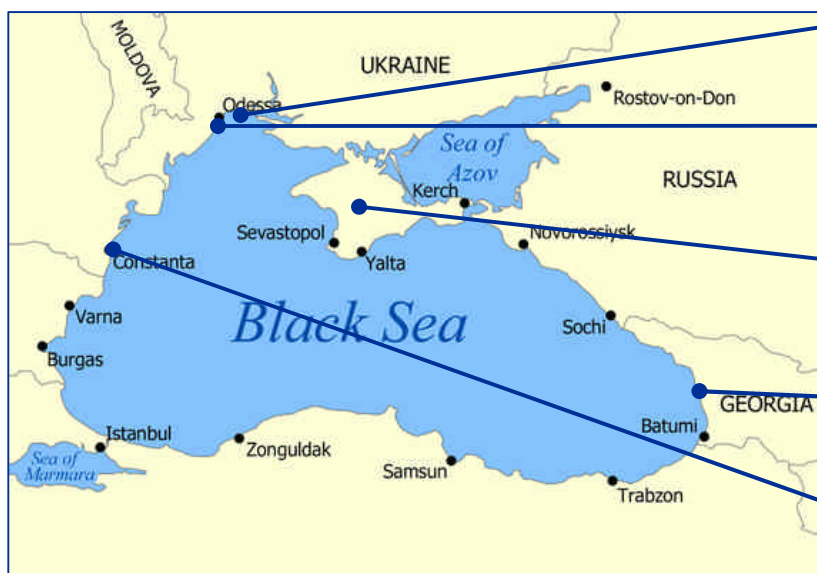 MOLDOVA
UKRAINE
Odessa
Rostov-on-Don
Sea of
Azov
RUSSIA
Kerch
Sevastopol
Yalta
Novorossiysk
Constanta
Black Sea
Varna
Sochi
Burgas
GEORGIA
Batumi
Istanbul
Zonguldak
Sea of
Marmara
Samsun
Trabzon